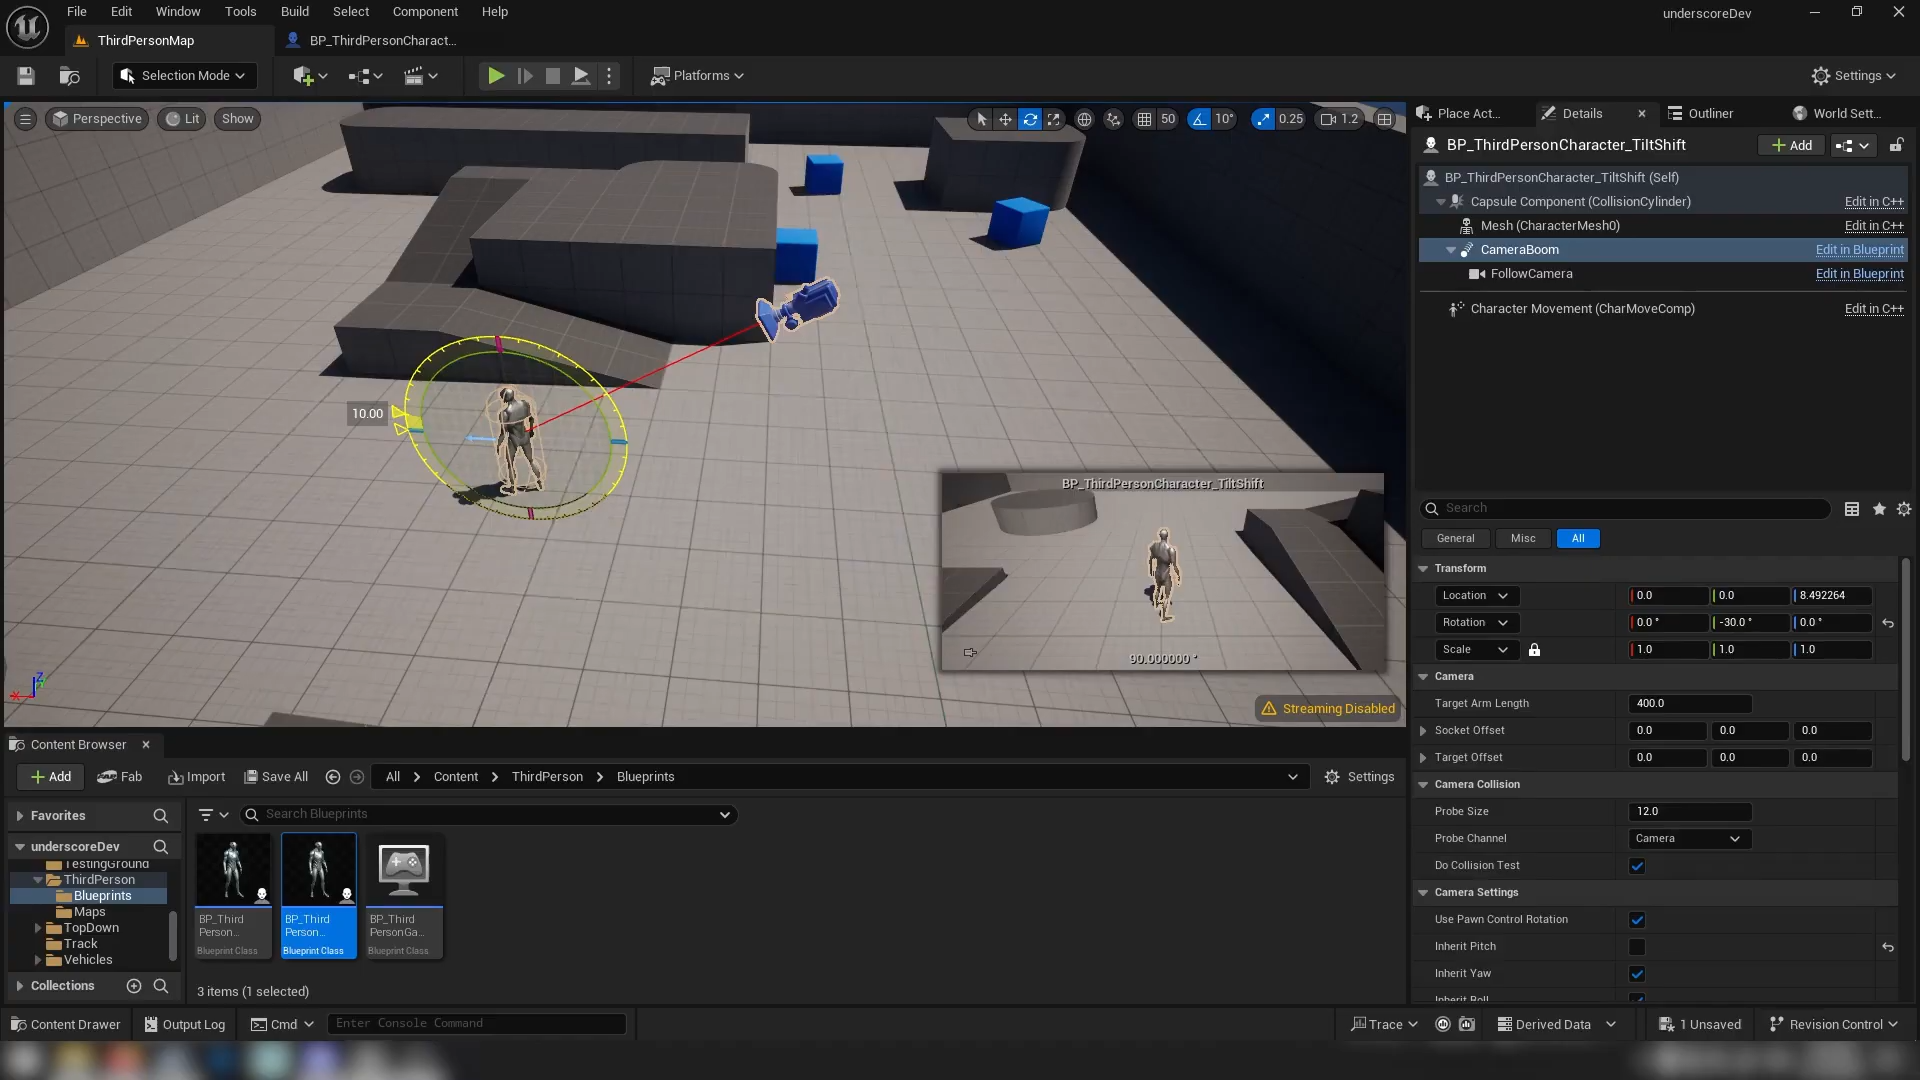 File Edit Window Tools Build Select Component Help
underscoreDev
ThirdPersonMap
BP_ThirdPersonCharact...
Selection Mode
Platforms
Settings
Perspective Lit Show
50 10° 0.25 1.2
Place Act... Details Outliner World Sett...
BP_ThirdPersonCharacter_TiltShift
Add
BP_ThirdPersonCharacter_TiltShift (Self)
Capsule Component (CollisionCylinder) Edit in C++
Mesh (CharacterMesh0) Edit in C++
CameraBoom Edit in Blueprint
FollowCamera Edit in Blueprint
Character Movement (CharMoveComp) Edit in C++
10.00
BP_ThirdPersonCharacter_TiltShift
90.000000 °
Streaming Disabled
Z
X
Search
General Misc All
Transform
Location 0.0 0.0 8.492264
Rotation 0.0 ° -30.0 ° 0.0 °
Scale 1.0 1.0 1.0
Camera
Target Arm Length 400.0
Socket Offset 0.0 0.0 0.0
Target Offset 0.0 0.0 0.0
Camera Collision
Probe Size 12.0
Probe Channel Camera
Do Collision Test
Camera Settings
Use Pawn Control Rotation
Inherit Pitch
Inherit Yaw
Inherit Roll
Content Browser
Add Fab Import Save All All Content ThirdPerson Blueprints Settings
Favorites
Search Blueprints
underscoreDev
TestingGround
ThirdPerson
Blueprints
Maps
TopDown
Track
Vehicles
Collections
BP_Third
Person...
Blueprint Class
BP_Third
Person...
Blueprint Class
BP_Third
PersonGa...
Blueprint Class
3 items (1 selected)
Content Drawer Output Log Cmd Enter Console Command
Trace Derived Data 1 Unsaved Revision Control